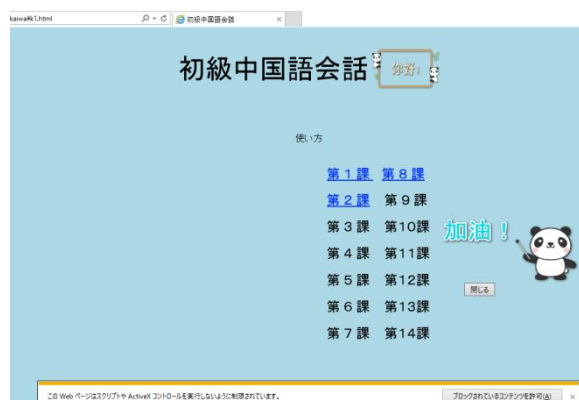 kaiwa¥k1.html
初級中国語会話
初級中国語会話
你好!
使い方
第１課 第８課
第２課 第９課
第３課 第10課
第４課 第11課
第５課 第12課
第６課 第13課
第７課 第14課
加油！
閉じる
この Web ページはスクリプトや ActiveX コントロールを実行しないように制限されています。
ブロックされているコンテンツを許可(A)